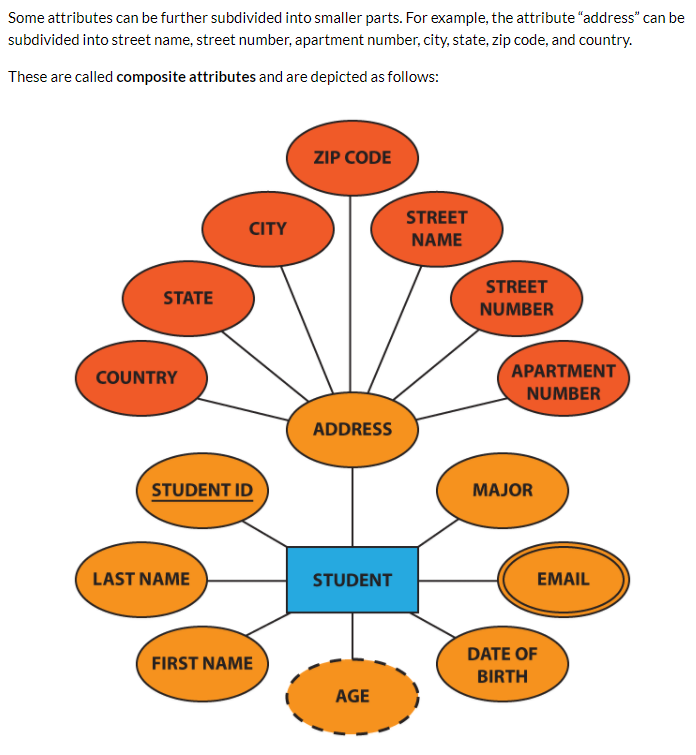 Some attributes can be further subdivided into smaller parts. For example, the attribute “address” can be
subdivided into street name, street number, apartment number, city, state, zip code, and country.
These are called composite attributes and are depicted as follows:
ZIP CODE
CITY
STREET
NAME
STATE
STREET
NUMBER
COUNTRY
APARTMENT
NUMBER
ADDRESS
STUDENT ID
MAJOR
LAST NAME
STUDENT
EMAIL
FIRST NAME
DATE OF
BIRTH
AGE